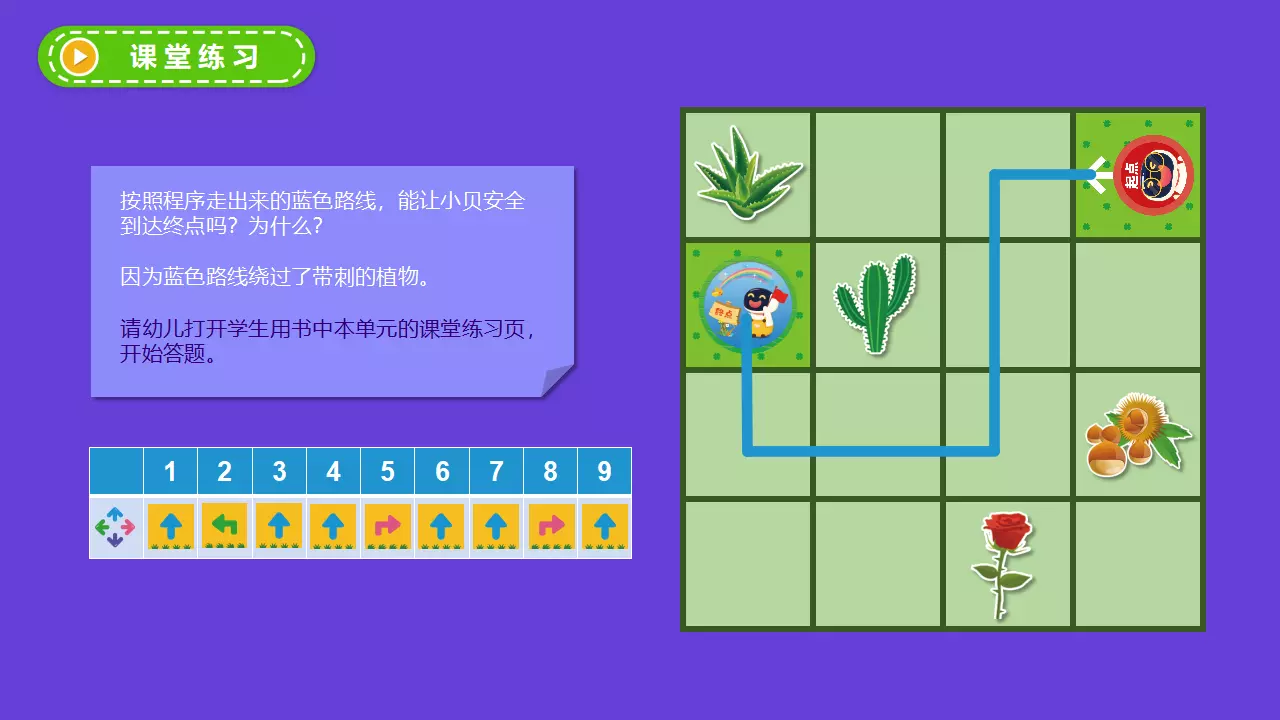 课堂练习
按照程序走出来的蓝色路线，能让小贝安全
到达终点吗？为什么？
因为蓝色路线绕过了带刺的植物。
请幼儿打开学生用书中本单元的课堂练习页，
开始答题。
1 2 3 4 5 6 7 8 9
起点
终点